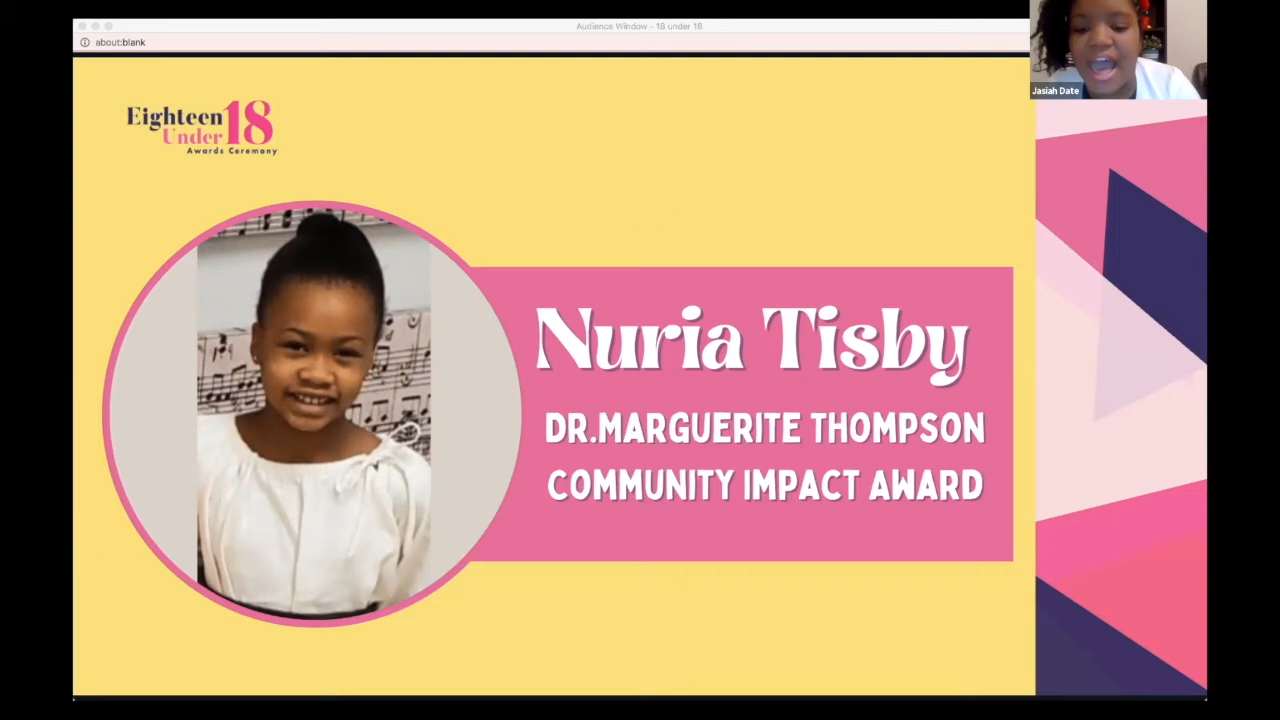 Audience Window - 18 under 18
about:blank
Jasiah Date
Eighteen
Under 18
Awards Ceremony
Nuria Tisby
DR.MARGUERITE THOMPSON
COMMUNITY IMPACT AWARD